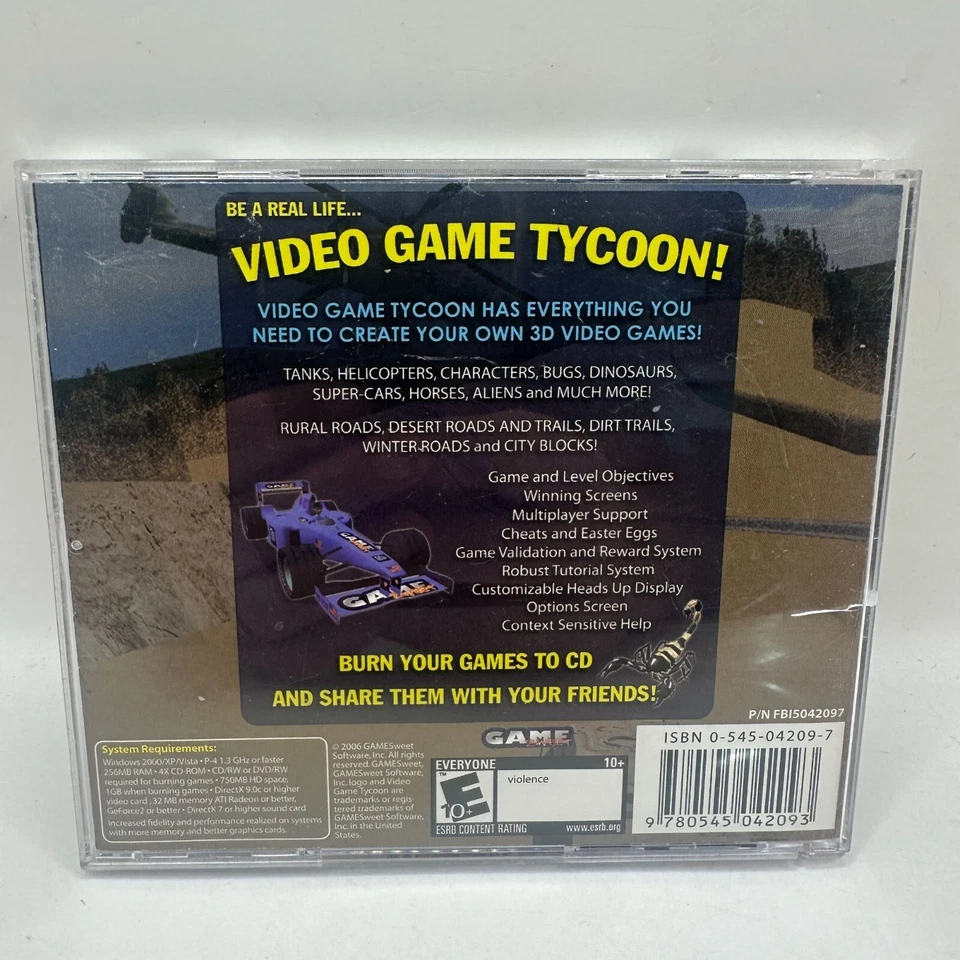 BE A REAL LIFE...
VIDEO GAME TYCOON!
VIDEO GAME TYCOON HAS EVERYTHING YOU
NEED TO CREATE YOUR OWN 3D VIDEO GAMES!
TANKS, HELICOPTERS, CHARACTERS, BUGS, DINOSAURS,
SUPER-CARS, HORSES, ALIENS and MUCH MORE!
RURAL ROADS, DESERT ROADS AND TRAILS, DIRT TRAILS,
WINTER ROADS and CITY BLOCKS!
Game and Level Objectives
Winning Screens
Multiplayer Support
Cheats and Easter Eggs
Game Validation and Reward System
Robust Tutorial System
Customizable Heads Up Display
Options Screen
Context Sensitive Help
GAME
GAME
GAME
BURN YOUR GAMES TO CD
AND SHARE THEM WITH YOUR FRIENDS!
P/N FBI5042097
System Requirements:
Windows 2000/XP/Vista • P-4 1.3 GHz or faster
256MB RAM • 4X CD-ROM • CD/RW or DVD/RW
required for burning games • 750MB HD space,
1GB when burning games • DirectX 9.0c or higher
video card , 32 MB memory ATI Radeon or better,
GeForce2 or better • DirectX 7 or higher sound card
Increased fidelity and performance realized on systems
with more memory and better graphics cards.
© 2006 GAMESweet
Software, Inc. All rights
reserved. GAMESweet,
GAMESweet Software,
Inc. logo and Video
Game Tycoon are
trademarks or regis-
tered trademarks of
GAMESweet Software,
Inc. in the United
States.
GAME
EVERYONE 10+
E
10+
™
violence
ESRB CONTENT RATING www.esrb.org
ISBN 0-545-04209-7
9 780545 042093